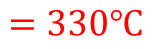 = 330℃